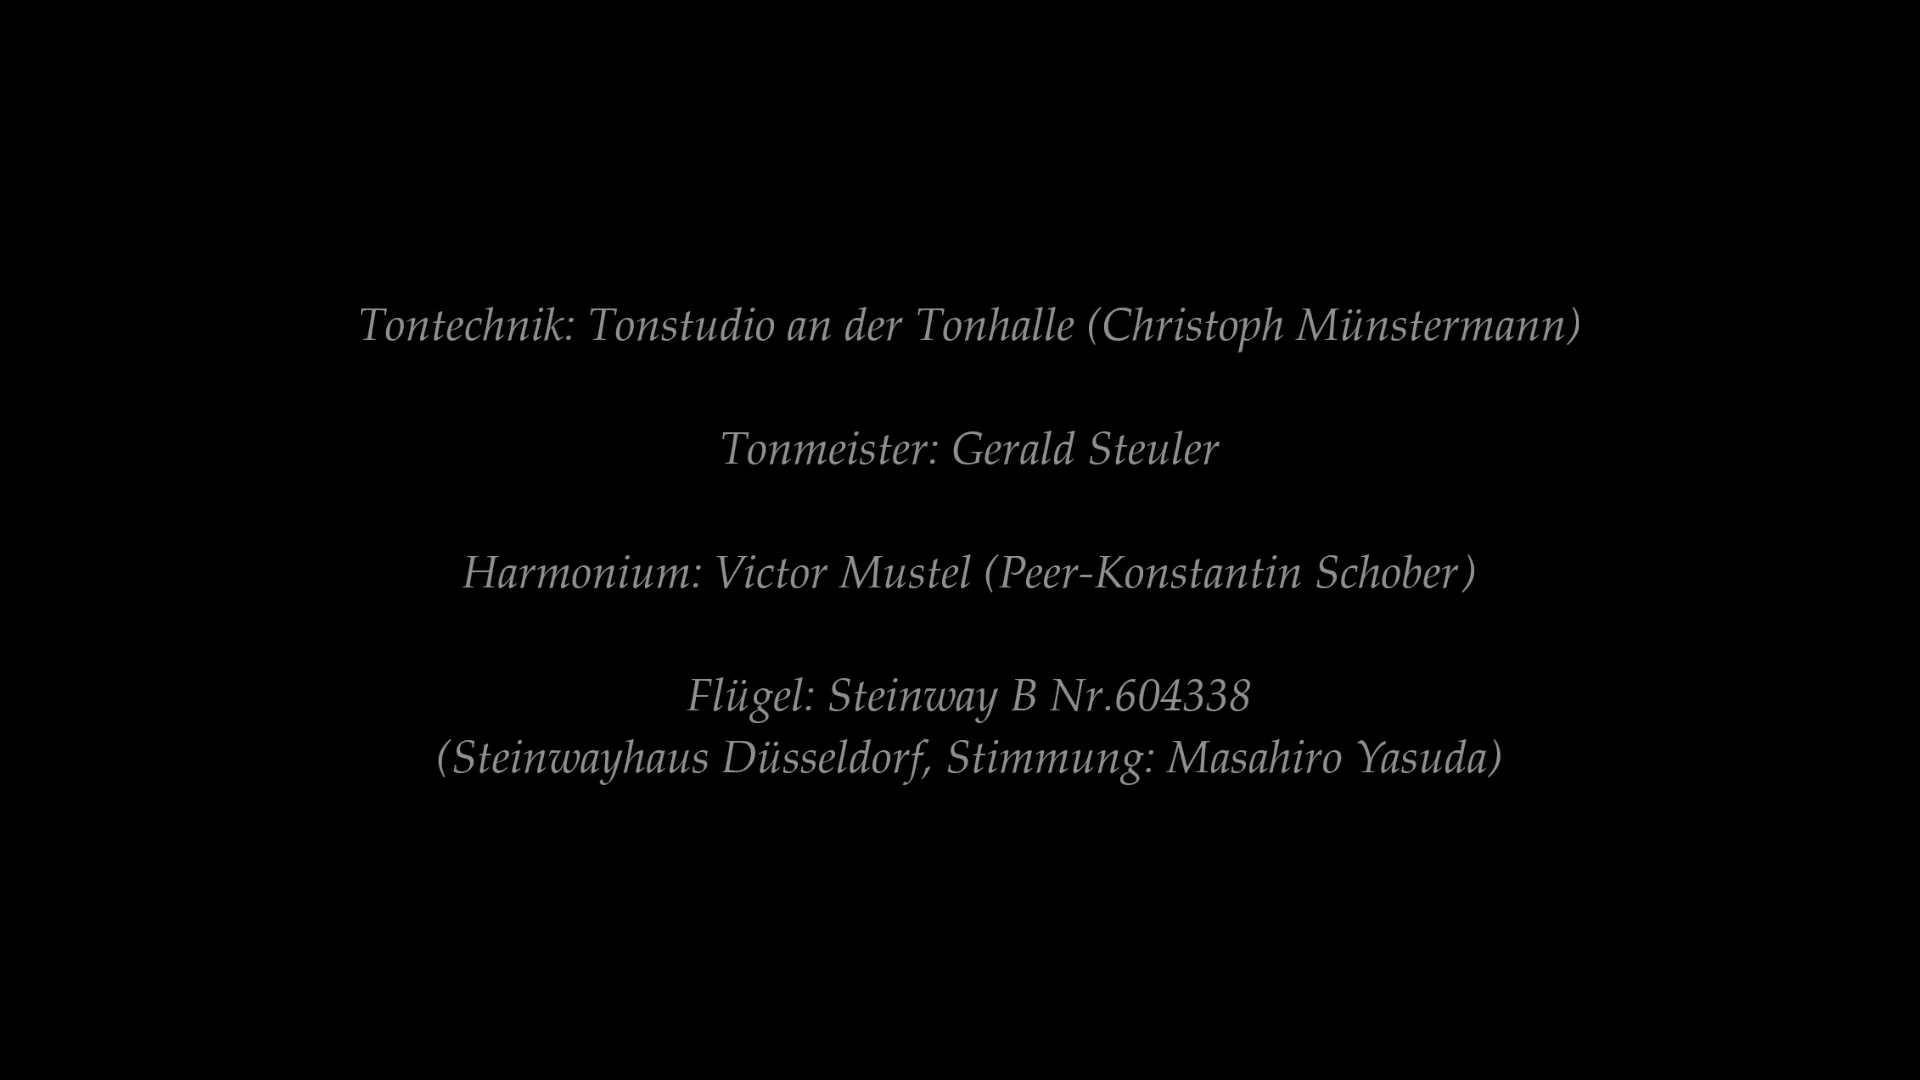 Tontechnik: Tonstudio an der Tonhalle (Christoph Münstermann)
Tonmeister: Gerald Steuler
Harmonium: Victor Mustel (Peer-Konstantin Schober)
Flügel: Steinway B Nr.604338
(Steinwayhaus Düsseldorf, Stimmung: Masahiro Yasuda)